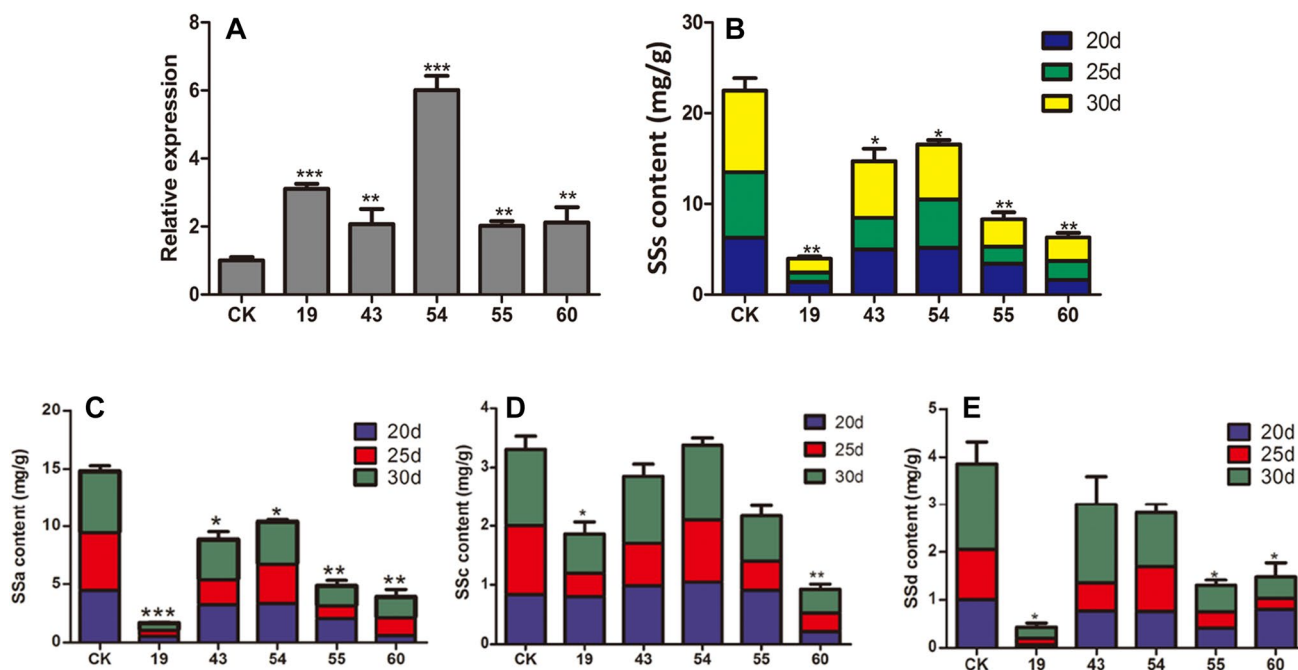 A
Relative expression
8
6
4
2
0
***
***
**
**
**
CK 19 43 54 55 60
B
SSs content (mg/g)
30
20
10
0
20d
25d
30d
*
*
**
**
**
CK 19 43 54 55 60
C
SSa content (mg/g)
20
15
10
5
0
20d
25d
30d
*
*
**
**
***
CK 19 43 54 55 60
D
SSc content (mg/g)
4
3
2
1
0
20d
25d
30d
*
**
CK 19 43 54 55 60
E
SSd content (mg/g)
5
4
3
2
1
0
20d
25d
30d
*
*
*
CK 19 43 54 55 60